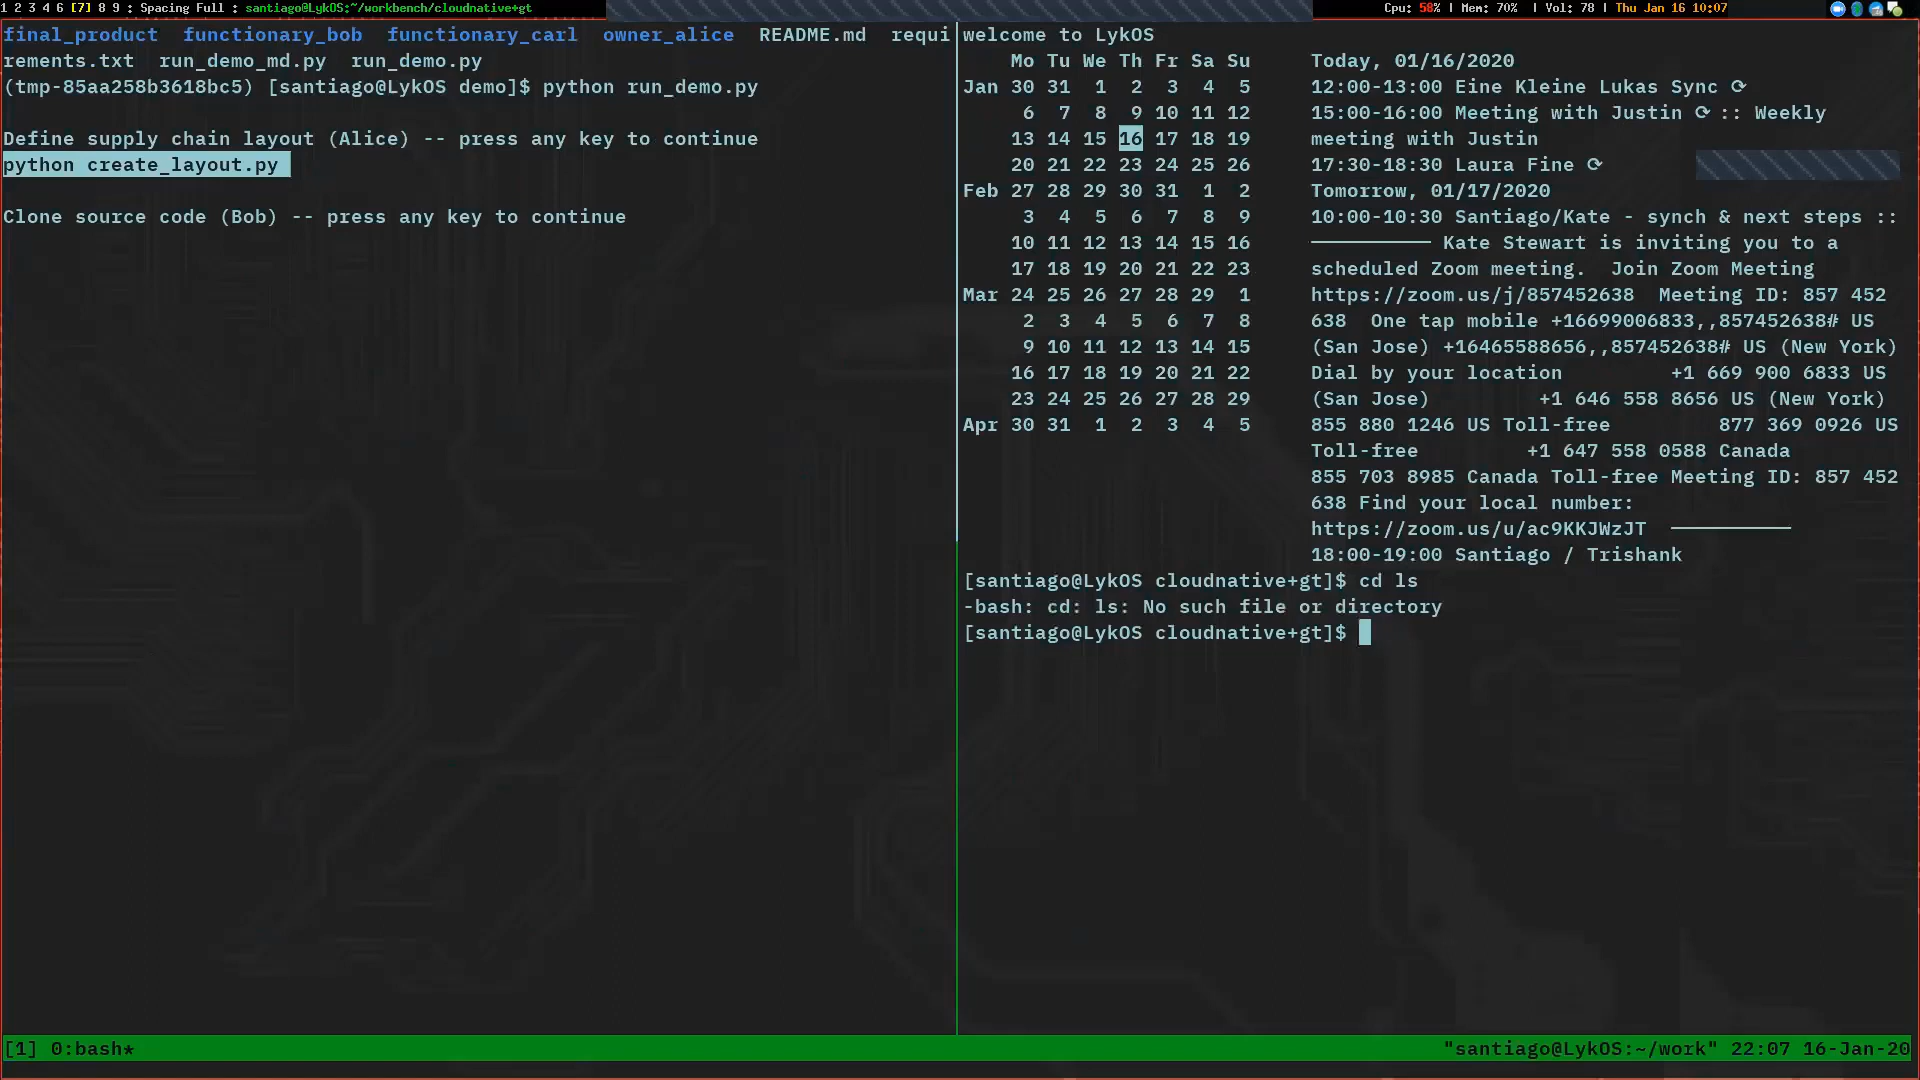 1 2 3 4 6 [7] 8 9 : Spacing Full : santiago@LykOS:~/workbench/cloudnative+gt
Cpu: 58% | Mem: 70% | Vol: 78 | Thu Jan 16 10:07
final_product functionary_bob functionary_carl owner_alice README.md requi
rements.txt run_demo_md.py run_demo.py
(tmp-85aa258b3618bc5) [santiago@LykOS demo]$ python run_demo.py
Define supply chain layout (Alice) -- press any key to continue
python create_layout.py
Clone source code (Bob) -- press any key to continue
welcome to LykOS
Mo Tu We Th Fr Sa Su
Jan 30 31 1 2 3 4 5
6 7 8 9 10 11 12
13 14 15 16 17 18 19
20 21 22 23 24 25 26
Feb 27 28 29 30 31 1 2
3 4 5 6 7 8 9
10 11 12 13 14 15 16
17 18 19 20 21 22 23
Mar 24 25 26 27 28 29 1
2 3 4 5 6 7 8
9 10 11 12 13 14 15
16 17 18 19 20 21 22
23 24 25 26 27 28 29
Apr 30 31 1 2 3 4 5
Today, 01/16/2020
12:00-13:00 Eine Kleine Lukas Sync ⟳
15:00-16:00 Meeting with Justin ⟳ :: Weekly
meeting with Justin
17:30-18:30 Laura Fine ⟳
Tomorrow, 01/17/2020
10:00-10:30 Santiago/Kate - synch & next steps ::
────────── Kate Stewart is inviting you to a
scheduled Zoom meeting. Join Zoom Meeting
https://zoom.us/j/857452638 Meeting ID: 857 452
638 One tap mobile +16699006833,,857452638# US
(San Jose) +16465588656,,857452638# US (New York)
Dial by your location +1 669 900 6833 US
(San Jose) +1 646 558 8656 US (New York)
855 880 1246 US Toll-free 877 369 0926 US
Toll-free +1 647 558 0588 Canada
855 703 8985 Canada Toll-free Meeting ID: 857 452
638 Find your local number:
https://zoom.us/u/ac9KKJWzJT ──────────
18:00-19:00 Santiago / Trishank
[santiago@LykOS cloudnative+gt]$ cd ls
-bash: cd: ls: No such file or directory
[santiago@LykOS cloudnative+gt]$
[1] 0:bash*
"santiago@LykOS:~/work" 22:07 16-Jan-20